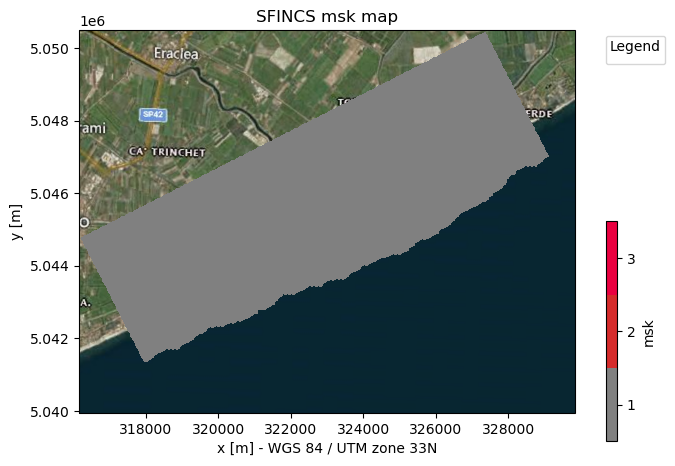 SFINCS msk map
1e6
Legend
5.050
5.048
5.046
5.044
5.042
5.040
y [m]
Eraclea
SP42
ami
CA' TRINCHET
TO
ERDE
O
A.
3
2
1
msk
318000 320000 322000 324000 326000 328000
x [m] - WGS 84 / UTM zone 33N